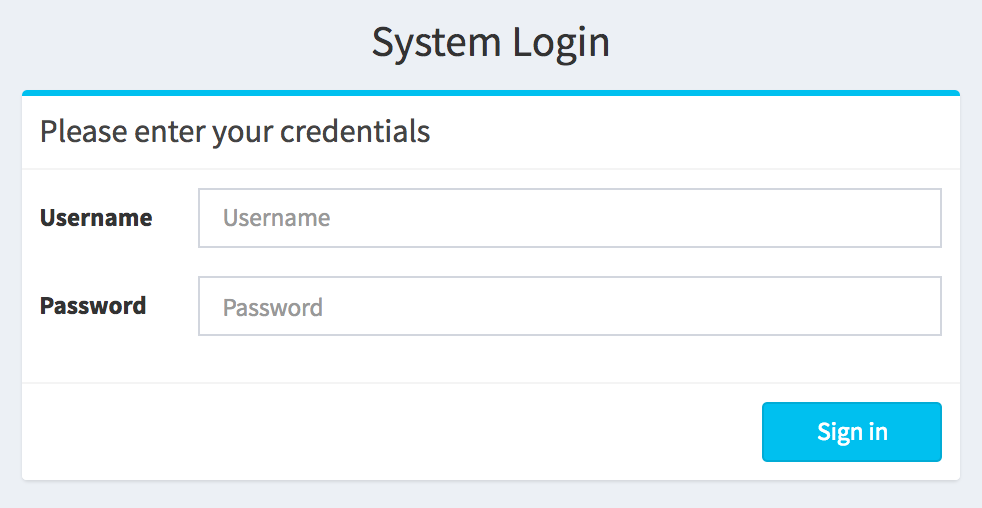 System Login
Please enter your credentials
Username Username
Password Password
Sign in